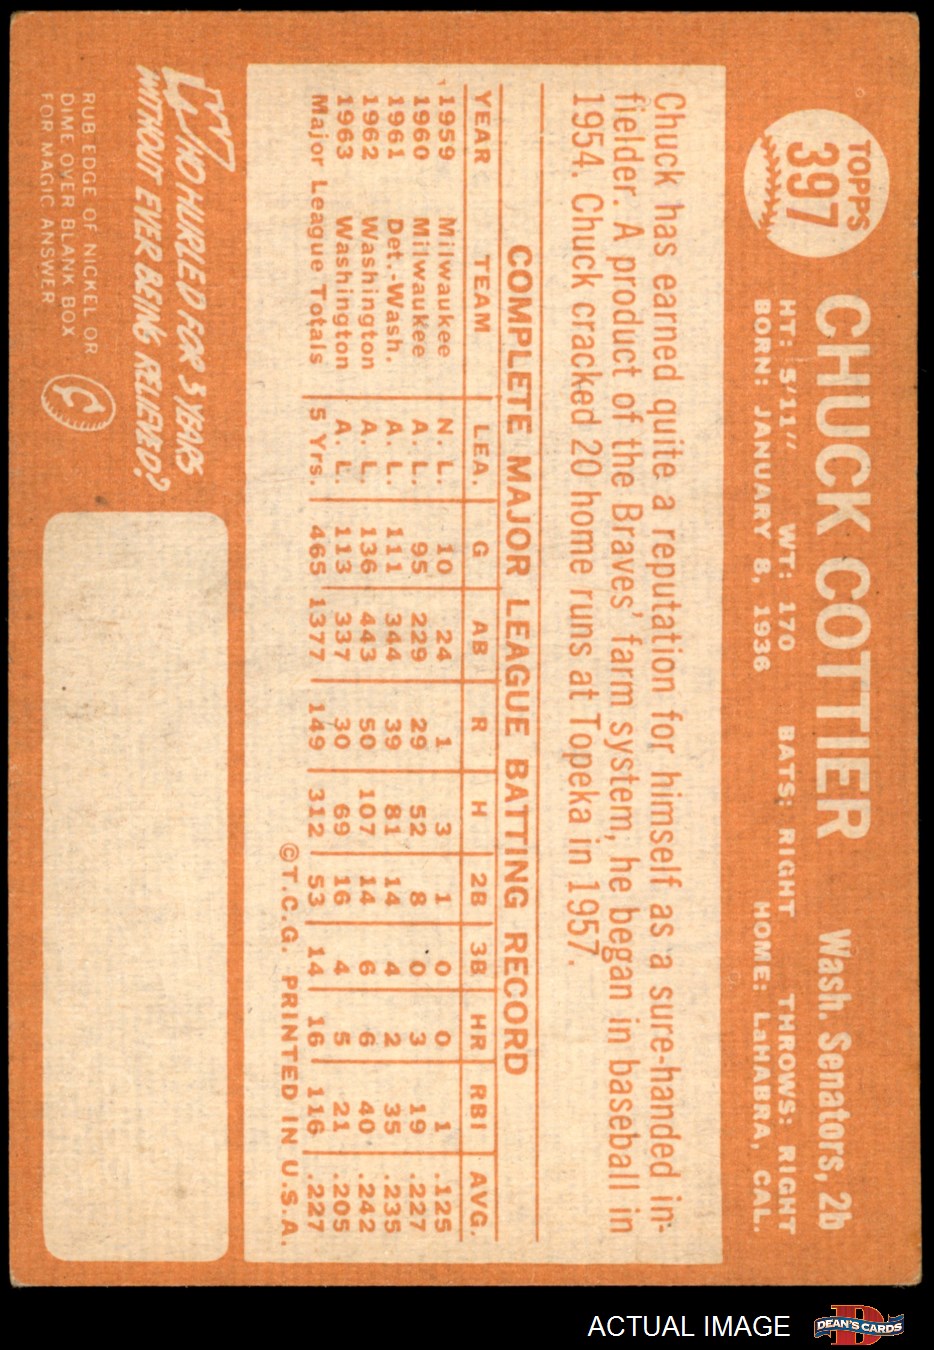 TOPPS
397
CHUCK COTTIER Wash. Senators, 2b
HT: 5'11" WT: 170 BATS: RIGHT THROWS: RIGHT
BORN: JANUARY 8, 1936 HOME: LaHABRA, CAL.
Chuck has earned quite a reputation for himself as a sure-handed in-
fielder. A product of the Braves' farm system, he began in baseball in
1954. Chuck cracked 20 home runs at Topeka in 1957.
COMPLETE MAJOR LEAGUE BATTING RECORD
YEAR TEAM LEA. G AB R H 2B 3B HR RBI AVG.
1959 Milwaukee N. L. 10 24 1 3 1 0 0 1 .125
1960 Milwaukee A. L. 95 229 29 52 8 0 3 19 .227
1961 Det.-Wash. A. L. 111 344 39 81 14 4 2 35 .235
1962 Washington A. L. 136 443 50 107 14 6 6 40 .242
1963 Washington A. L. 113 337 30 69 16 4 5 21 .205
Major League Totals 5 Yrs. 465 1377 149 312 53 14 16 116 .227
©T.C.G. PRINTED IN U.S.A.
WHO HURLED FOR 3 YEARS
WITHOUT EVER BEING RELIEVED?
RUB EDGE OF NICKEL OR
DIME OVER BLANK BOX
FOR MAGIC ANSWER
ACTUAL IMAGE
D
DEAN'S CARDS